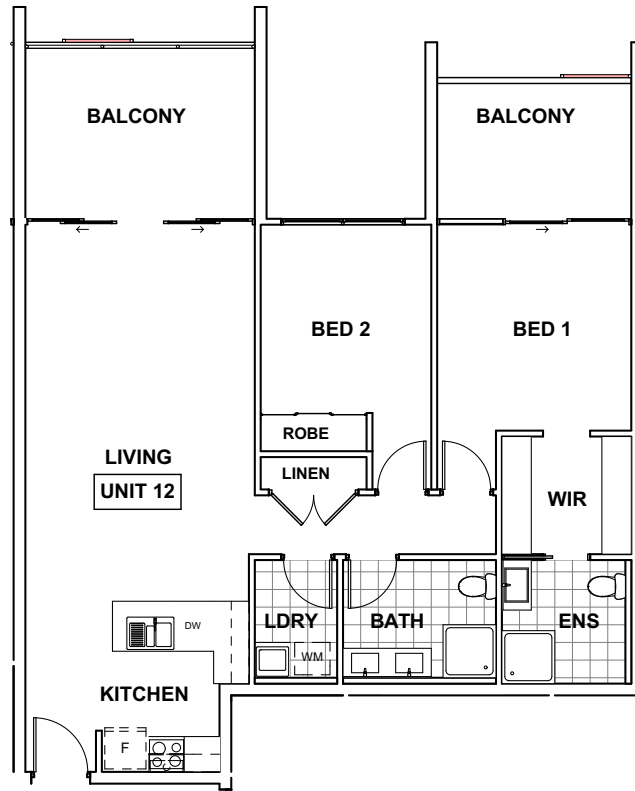 BALCONY
BALCONY
BED 2
BED 1
ROBE
LIVING
LINEN
UNIT 12
WIR
LDRY
BATH
ENS
DW
WM
KITCHEN
F